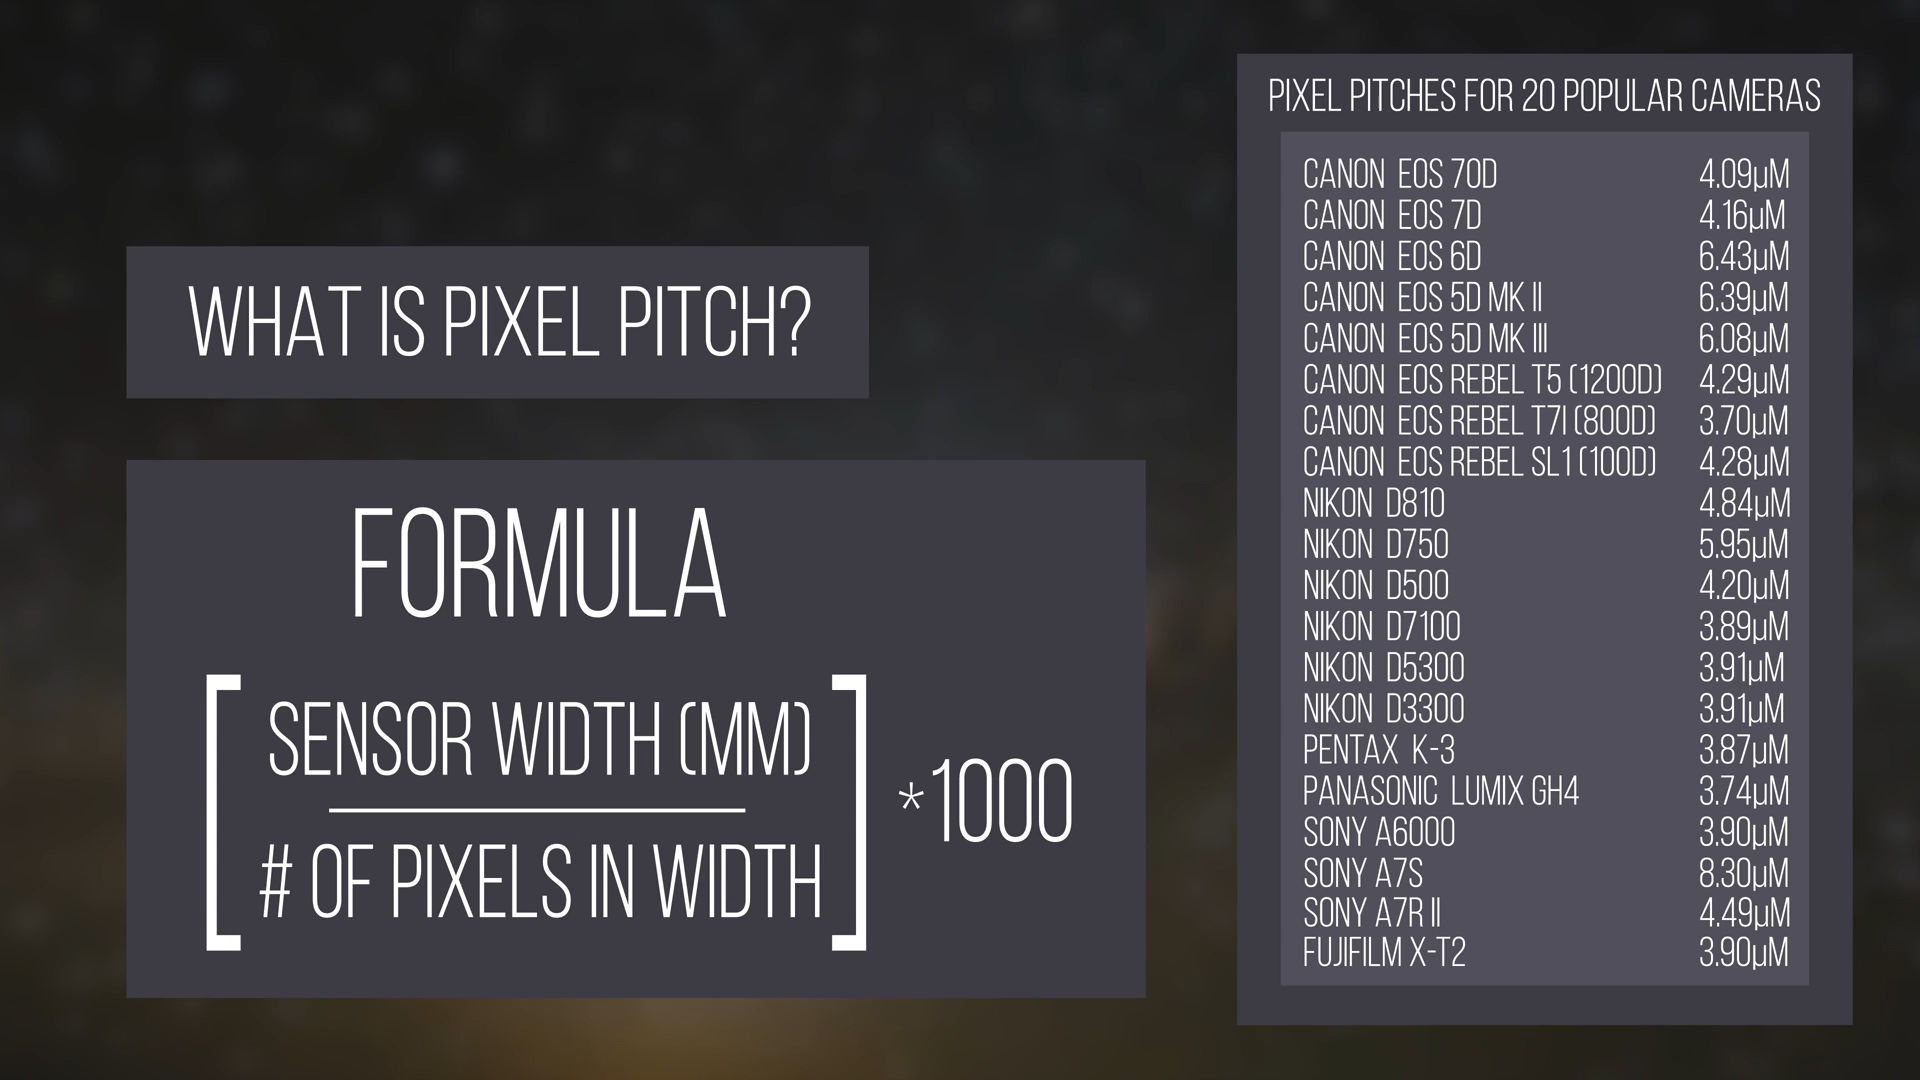 WHAT IS PIXEL PITCH?
FORMULA
[SENSOR WIDTH (MM)
# OF PIXELS IN WIDTH]
*1000
PIXEL PITCHES FOR 20 POPULAR CAMERAS
CANON EOS 70D 4.09µM
CANON EOS 7D 4.16µM
CANON EOS 6D 6.43µM
CANON EOS 5D MK II 6.39µM
CANON EOS 5D MK III 6.08µM
CANON EOS REBEL T5 (1200D) 4.29µM
CANON EOS REBEL T7I (800D) 3.70µM
CANON EOS REBEL SL1 (100D) 4.28µM
NIKON D810 4.84µM
NIKON D750 5.95µM
NIKON D500 4.20µM
NIKON D7100 3.89µM
NIKON D5300 3.91µM
NIKON D3300 3.91µM
PENTAX K-3 3.87µM
PANASONIC LUMIX GH4 3.74µM
SONY A6000 3.90µM
SONY A7S 8.30µM
SONY A7R II 4.49µM
FUJIFILM X-T2 3.90µM